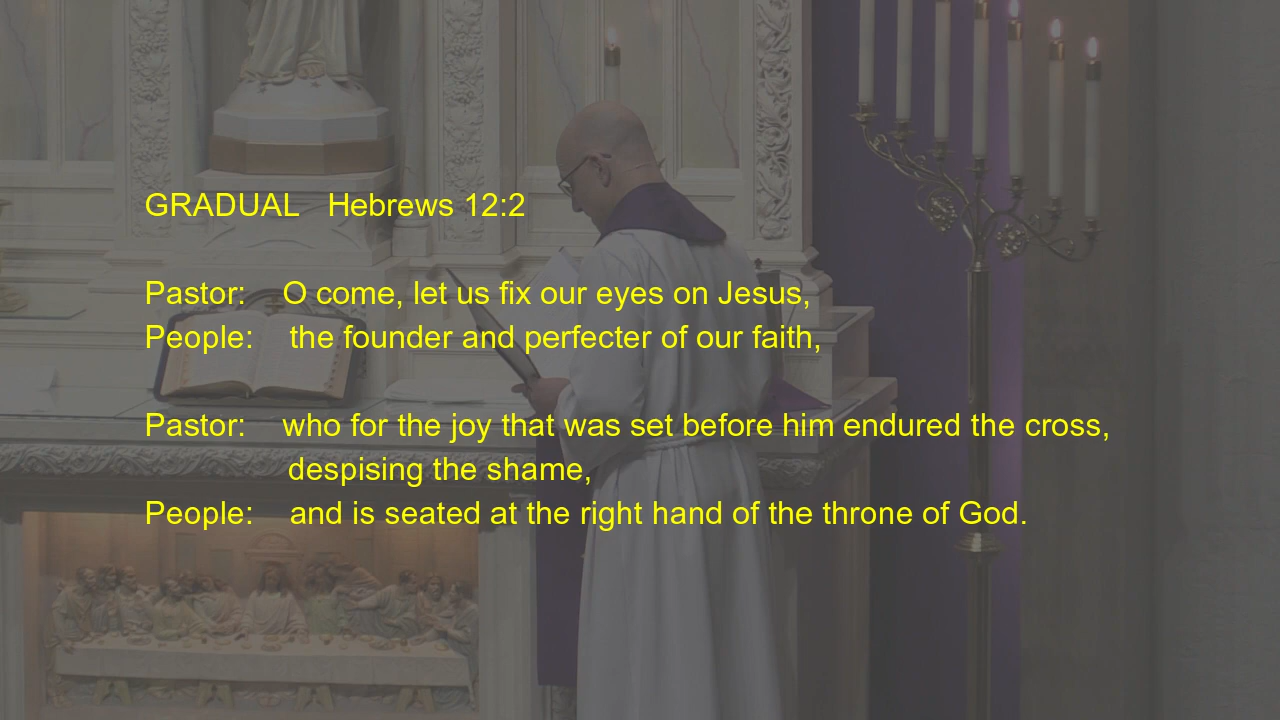 GRADUAL Hebrews 12:2
Pastor: O come, let us fix our eyes on Jesus,
People: the founder and perfecter of our faith,
Pastor: who for the joy that was set before him endured the cross,
despising the shame,
People: and is seated at the right hand of the throne of God.